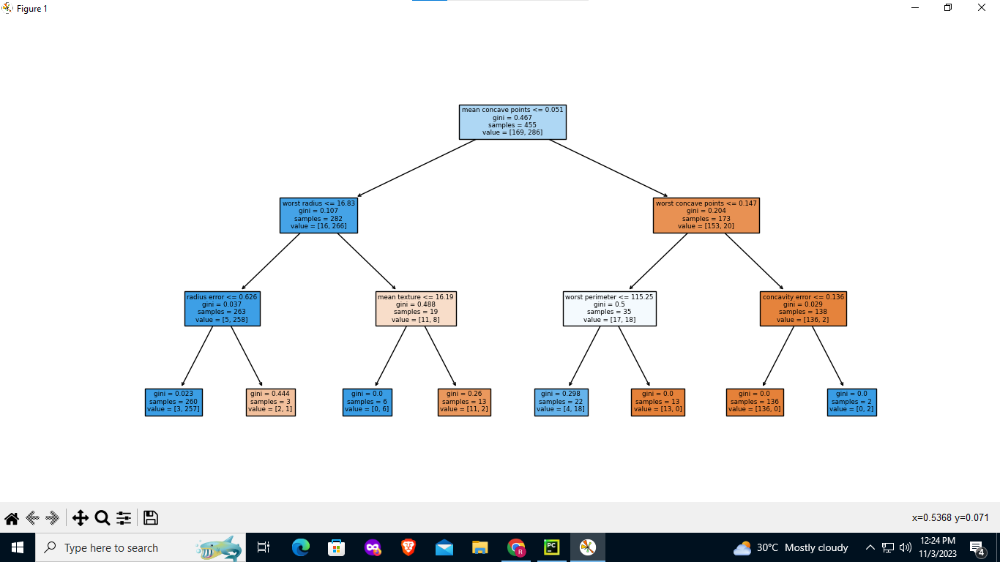 Figure 1
mean concave points <= 0.051
gini = 0.467
samples = 455
value = [169, 286]
worst radius <= 16.83
gini = 0.107
samples = 282
value = [16, 266]
worst concave points <= 0.147
gini = 0.204
samples = 173
value = [153, 20]
radius error <= 0.626
gini = 0.037
samples = 263
value = [5, 258]
mean texture <= 16.19
gini = 0.488
samples = 19
value = [11, 8]
worst perimeter <= 115.25
gini = 0.5
samples = 35
value = [17, 18]
concavity error <= 0.136
gini = 0.029
samples = 138
value = [136, 2]
gini = 0.023
samples = 260
value = [3, 257]
gini = 0.444
samples = 3
value = [2, 1]
gini = 0.0
samples = 6
value = [0, 6]
gini = 0.26
samples = 13
value = [11, 2]
gini = 0.298
samples = 22
value = [4, 18]
gini = 0.0
samples = 13
value = [13, 0]
gini = 0.0
samples = 136
value = [136, 0]
gini = 0.0
samples = 2
value = [0, 2]
x=0.5368 y=0.071
Type here to search
R
PC
30°C Mostly cloudy
12:24 PM
11/3/2023
4